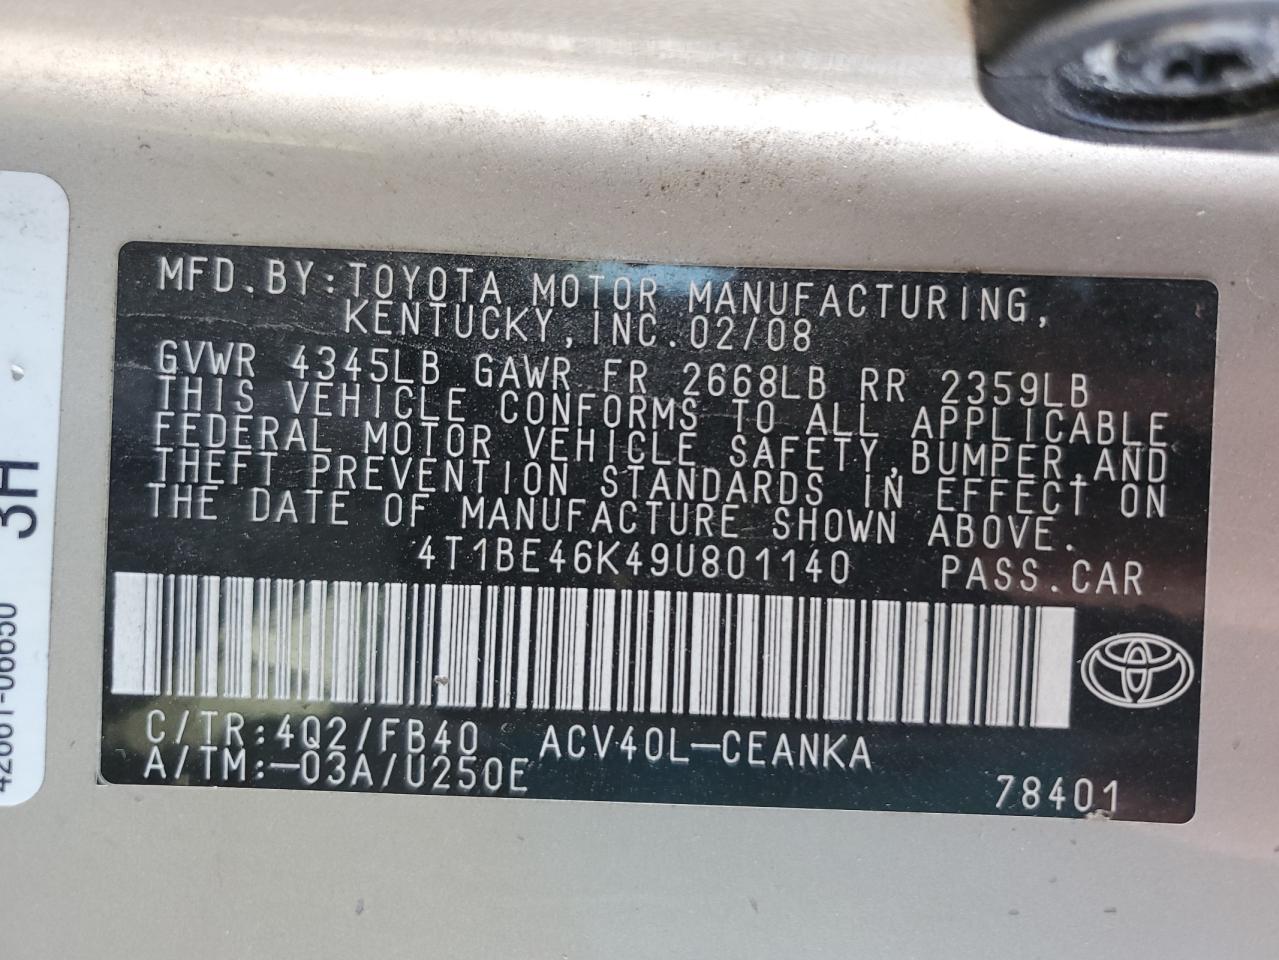 MFD.BY:TOYOTA MOTOR MANUFACTURING,
KENTUCKY,INC.02/08
GVWR 4345LB GAWR FR 2668LB RR 2359LB
THIS VEHICLE CONFORMS TO ALL APPLICABLE
FEDERAL MOTOR VEHICLE SAFETY,BUMPER,AND
THEFT PREVENTION STANDARDS IN EFFECT ON
THE DATE OF MANUFACTURE SHOWN ABOVE.
4T1BE46K49U801140 PASS.CAR
C/TR:4Q2/FB40 ACV40L-CEANKA
A/TM:-03A/U250E
78401
42661-06650 3H